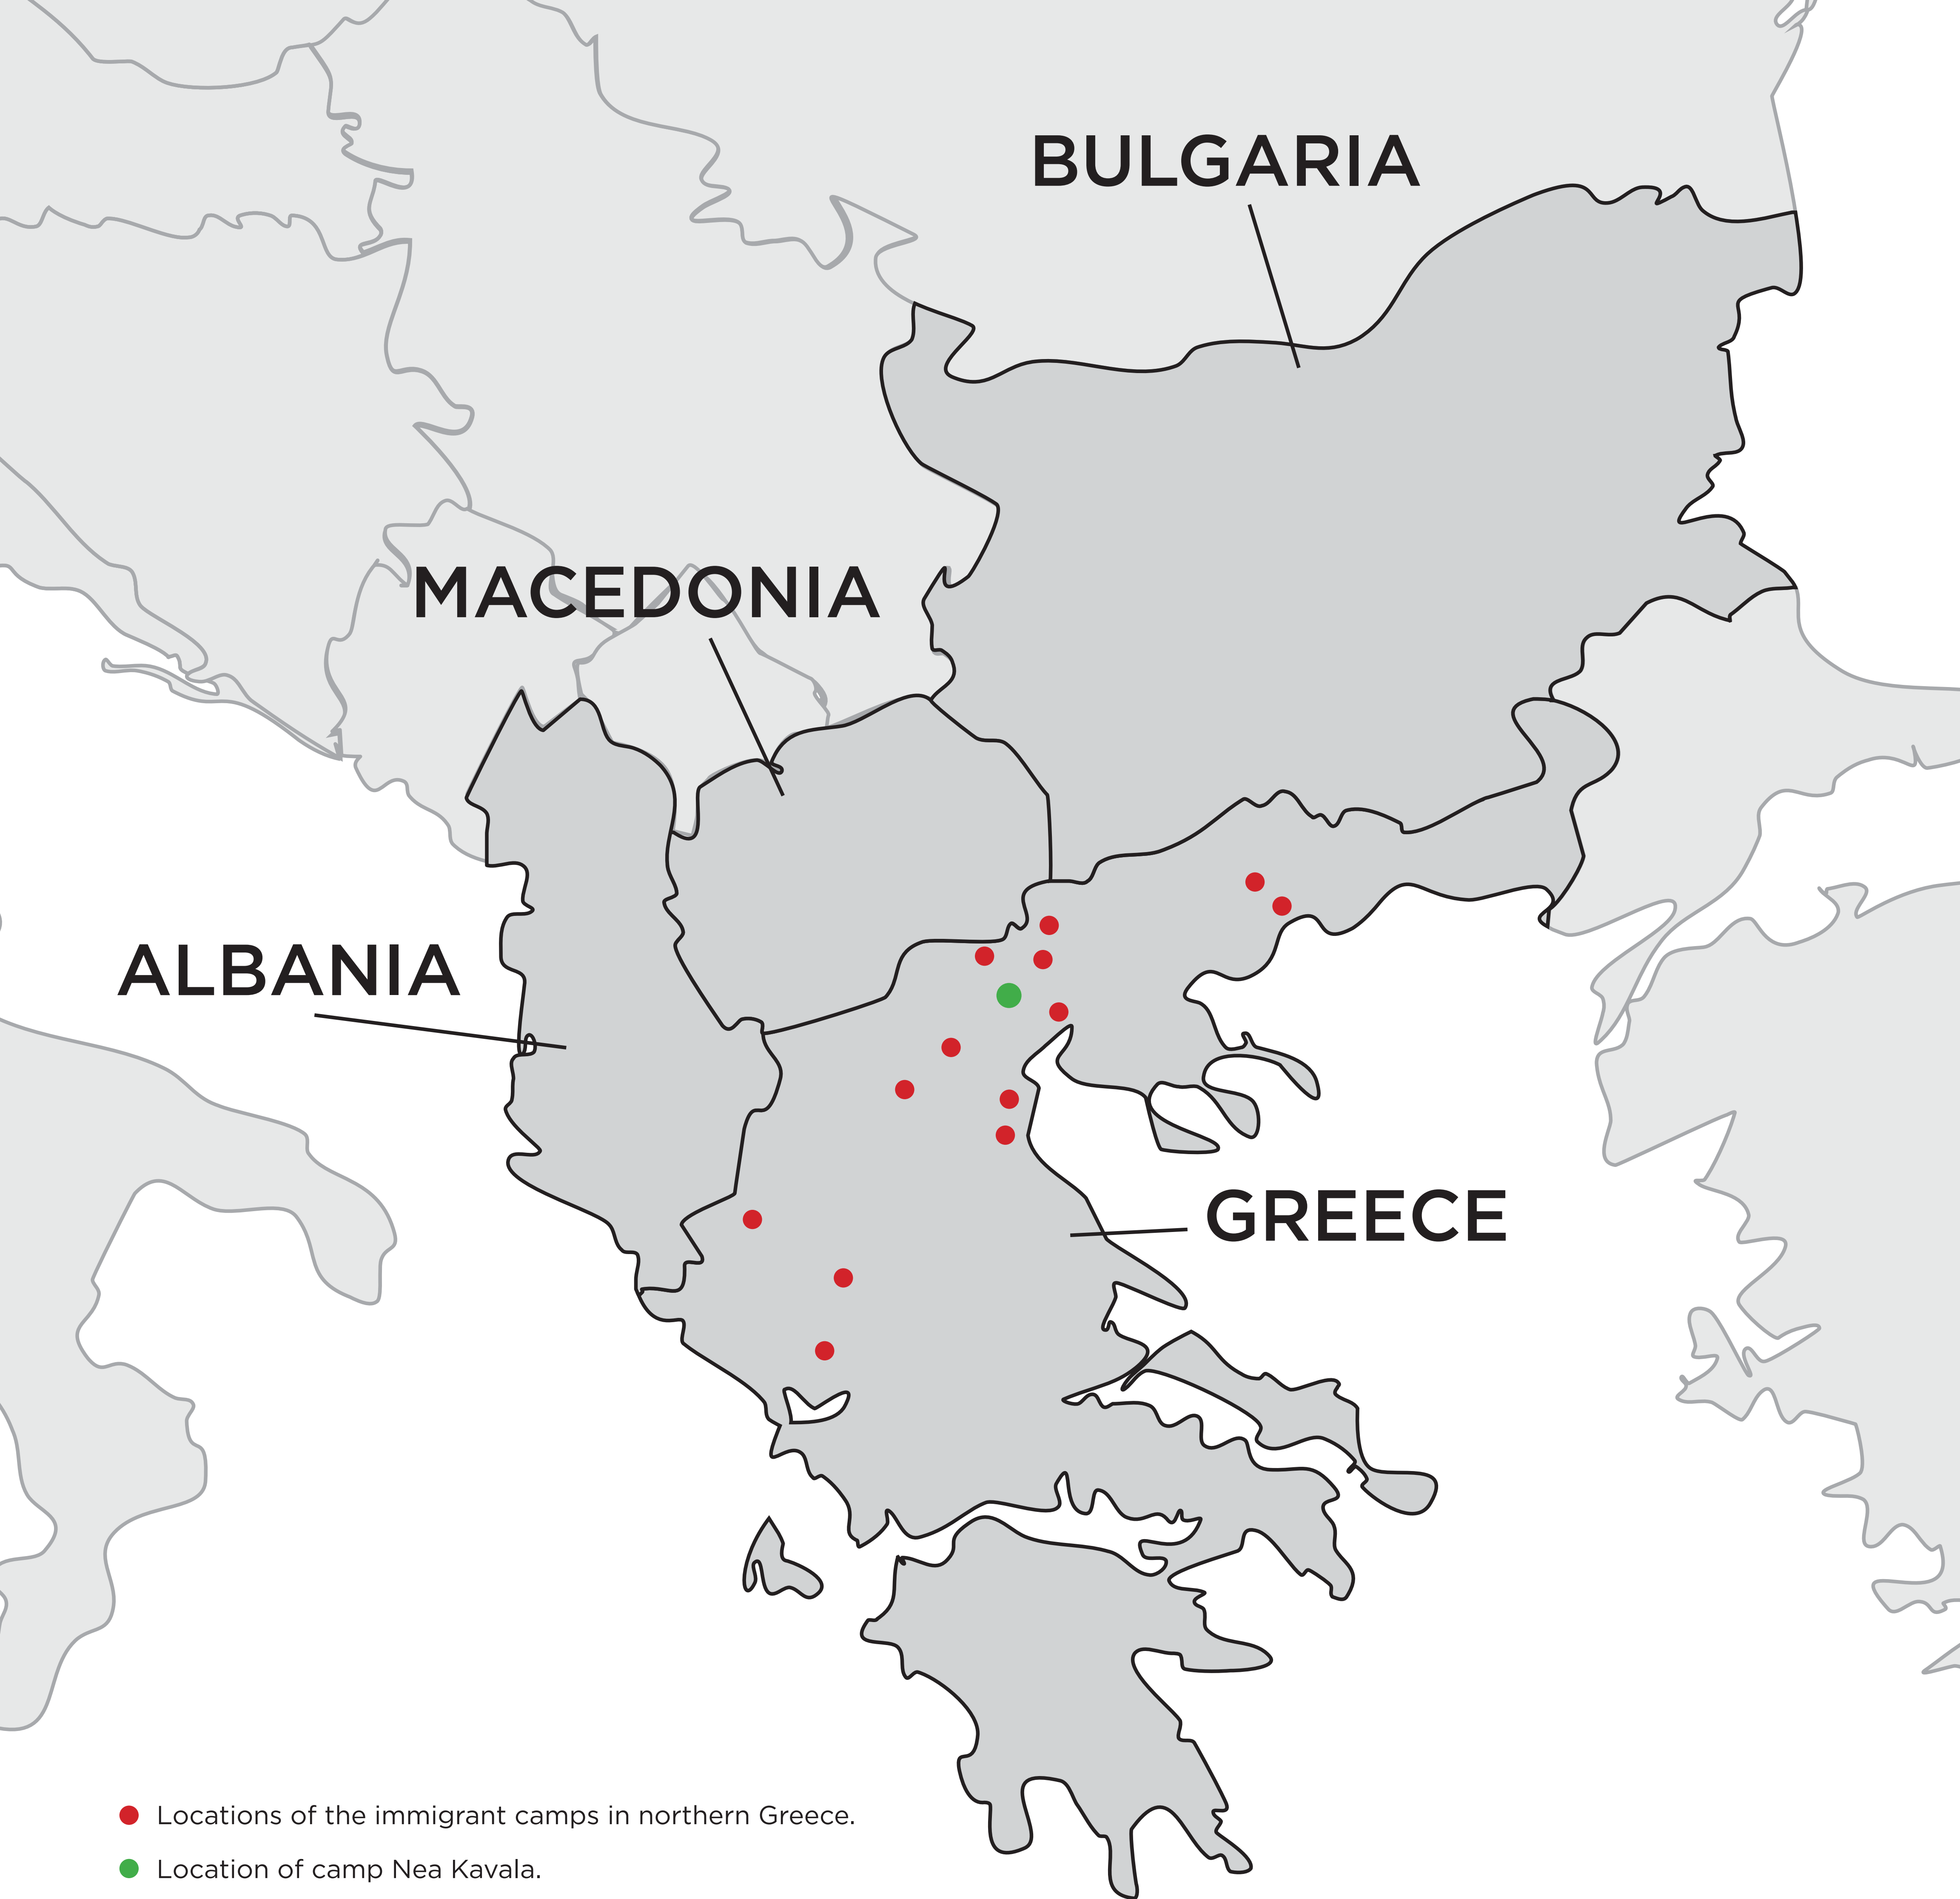 BULGARIA
MACEDONIA
ALBANIA
GREECE
Locations of the immigrant camps in northern Greece.
Location of camp Nea Kavala.